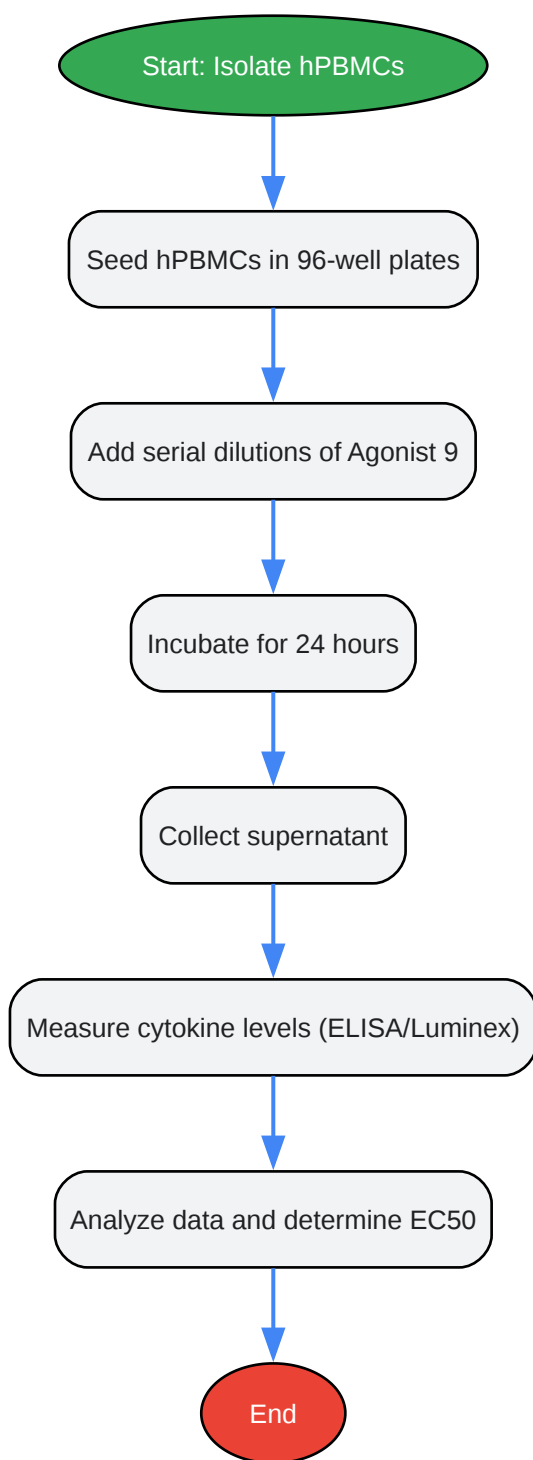 Start: Isolate hPBMCs
Seed hPBMCs in 96-well plates
Add serial dilutions of Agonist 9
Incubate for 24 hours
Collect supernatant
Measure cytokine levels (ELISA/Luminex)
Analyze data and determine EC50
End